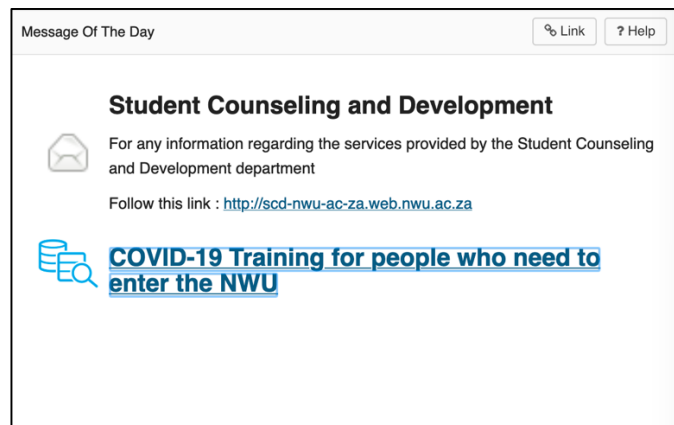 Message Of The Day
Link
? Help
Student Counseling and Development
For any information regarding the services provided by the Student Counseling
and Development department
Follow this link : http://scd-nwu-ac-za.web.nwu.ac.za
COVID-19 Training for people who need to
enter the NWU